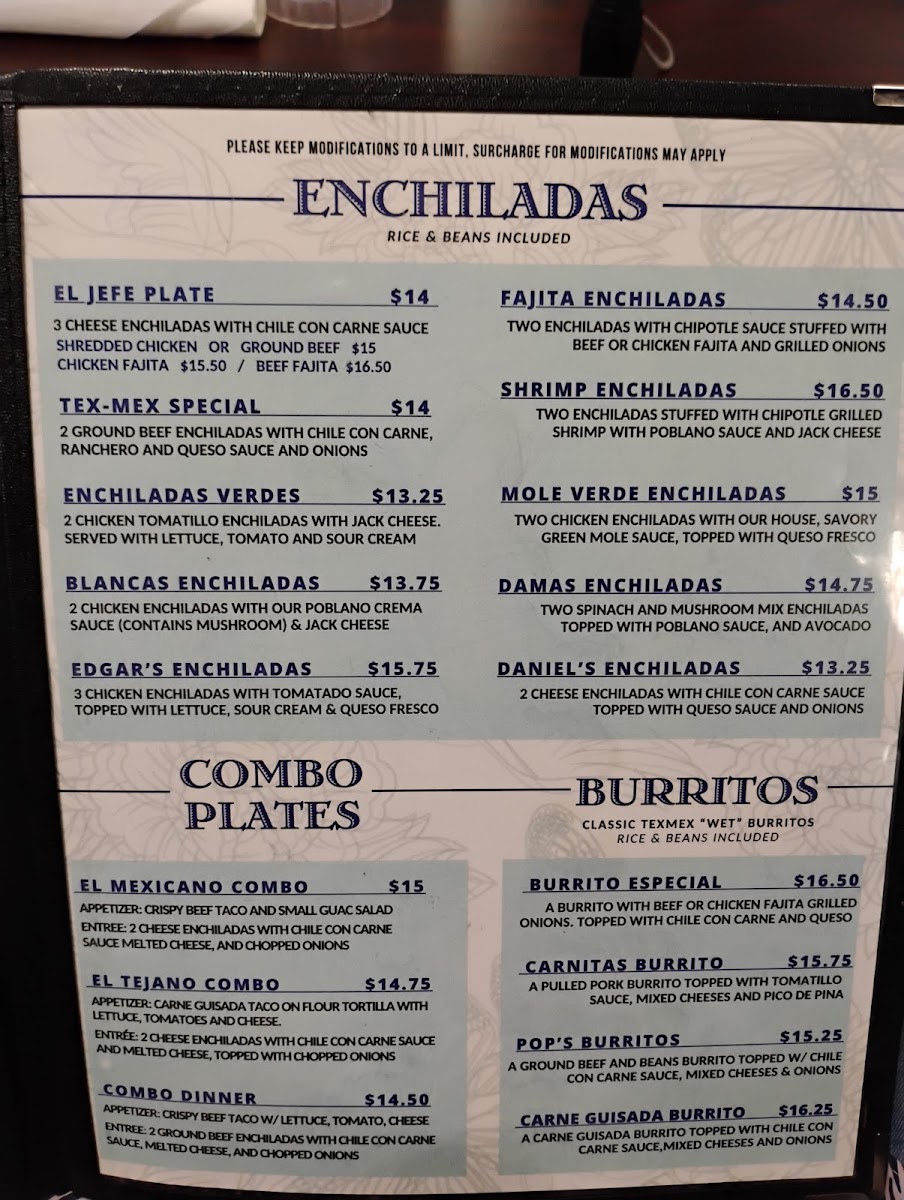 PLEASE KEEP MODIFICATIONS TO A LIMIT, SURCHARGE FOR MODIFICATIONS MAY APPLY
ENCHILADAS
RICE & BEANS INCLUDED
EL JEFE PLATE $14
3 CHEESE ENCHILADAS WITH CHILE CON CARNE SAUCE
SHREDDED CHICKEN OR GROUND BEEF $15
CHICKEN FAJITA $15.50 / BEEF FAJITA $16.50
TEX-MEX SPECIAL $14
2 GROUND BEEF ENCHILADAS WITH CHILE CON CARNE,
RANCHERO AND QUESO SAUCE AND ONIONS
ENCHILADAS VERDES $13.25
2 CHICKEN TOMATILLO ENCHILADAS WITH JACK CHEESE.
SERVED WITH LETTUCE, TOMATO AND SOUR CREAM
BLANCAS ENCHILADAS $13.75
2 CHICKEN ENCHILADAS WITH OUR POBLANO CREMA
SAUCE (CONTAINS MUSHROOM) & JACK CHEESE
EDGAR'S ENCHILADAS $15.75
3 CHICKEN ENCHILADAS WITH TOMATADO SAUCE,
TOPPED WITH LETTUCE, SOUR CREAM & QUESO FRESCO
FAJITA ENCHILADAS $14.50
TWO ENCHILADAS WITH CHIPOTLE SAUCE STUFFED WITH
BEEF OR CHICKEN FAJITA AND GRILLED ONIONS
SHRIMP ENCHILADAS $16.50
TWO ENCHILADAS STUFFED WITH CHIPOTLE GRILLED
SHRIMP WITH POBLANO SAUCE AND JACK CHEESE
MOLE VERDE ENCHILADAS $15
TWO CHICKEN ENCHILADAS WITH OUR HOUSE, SAVORY
GREEN MOLE SAUCE, TOPPED WITH QUESO FRESCO
DAMAS ENCHILADAS $14.75
TWO SPINACH AND MUSHROOM MIX ENCHILADAS
TOPPED WITH POBLANO SAUCE, AND AVOCADO
DANIEL'S ENCHILADAS $13.25
2 CHEESE ENCHILADAS WITH CHILE CON CARNE SAUCE
TOPPED WITH QUESO SAUCE AND ONIONS
COMBO
PLATES
EL MEXICANO COMBO $15
APPETIZER: CRISPY BEEF TACO AND SMALL GUAC SALAD
ENTREE: 2 CHEESE ENCHILADAS WITH CHILE CON CARNE
SAUCE MELTED CHEESE, AND CHOPPED ONIONS
EL TEJANO COMBO $14.75
APPETIZER: CARNE GUISADA TACO ON FLOUR TORTILLA WITH
LETTUCE, TOMATOES AND CHEESE.
ENTRÉE: 2 CHEESE ENCHILADAS WITH CHILE CON CARNE SAUCE
AND MELTED CHEESE, TOPPED WITH CHOPPED ONIONS
COMBO DINNER $14.50
APPETIZER: CRISPY BEEF TACO W/ LETTUCE, TOMATO, CHEESE
ENTREE: 2 GROUND BEEF ENCHILADAS WITH CHILE CON CARNE
SAUCE, MELTED CHEESE, AND CHOPPED ONIONS
BURRITOS
CLASSIC TEXMEX "WET" BURRITOS
RICE & BEANS INCLUDED
BURRITO ESPECIAL $16.50
A BURRITO WITH BEEF OR CHICKEN FAJITA GRILLED
ONIONS. TOPPED WITH CHILE CON CARNE AND QUESO
CARNITAS BURRITO $15.75
A PULLED PORK BURRITO TOPPED WITH TOMATILLO
SAUCE, MIXED CHEESES AND PICO DE PINA
POP'S BURRITOS $15.25
A GROUND BEEF AND BEANS BURRITO TOPPED W/ CHILE
CON CARNE SAUCE, MIXED CHEESES & ONIONS
CARNE GUISADA BURRITO $16.25
A CARNE GUISADA BURRITO TOPPED WITH CHILE CON
CARNE SAUCE,MIXED CHEESES AND ONIONS